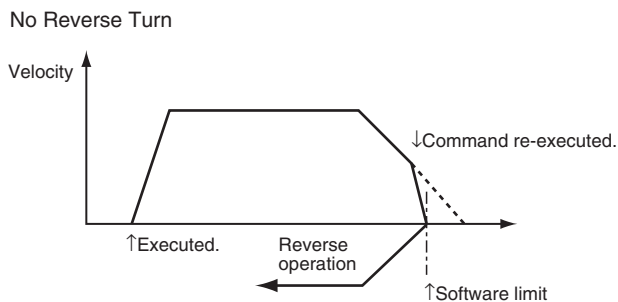 No Reverse Turn
Velocity
↓Command re-executed.
↑Executed.
Reverse
operation
↑Software limit